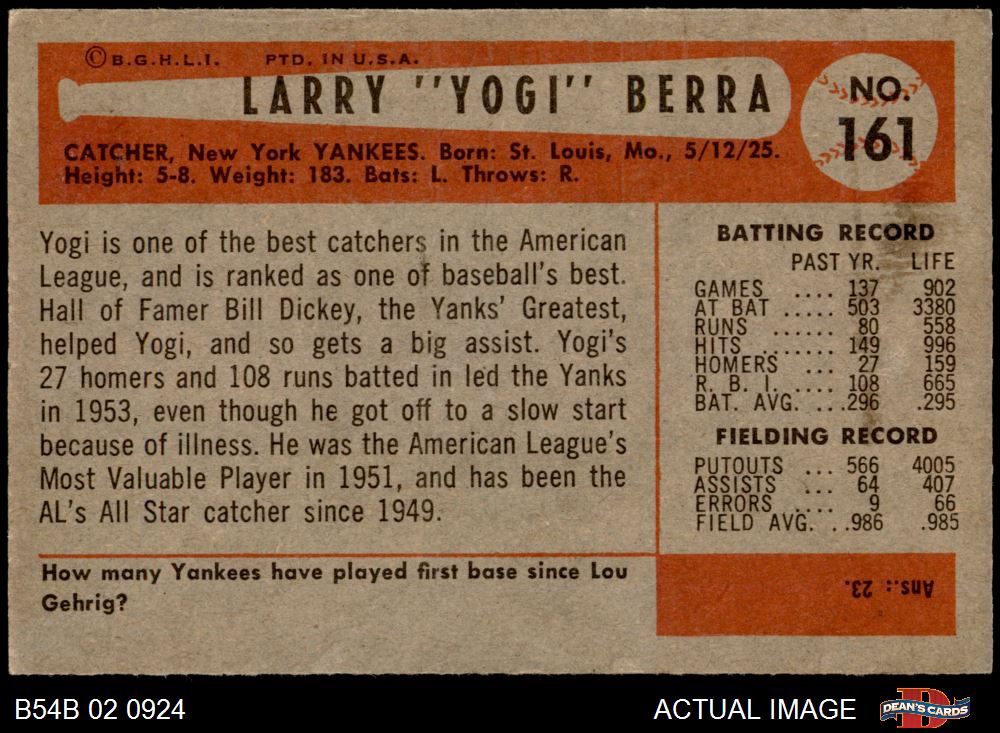 ©B.G.H.L.I. PTD. IN U.S.A.
LARRY "YOGI" BERRA
NO.
161
CATCHER, New York YANKEES. Born: St. Louis, Mo., 5/12/25.
Height: 5-8. Weight: 183. Bats: L. Throws: R.
Yogi is one of the best catchers in the American
League, and is ranked as one of baseball's best.
Hall of Famer Bill Dickey, the Yanks' Greatest,
helped Yogi, and so gets a big assist. Yogi's
27 homers and 108 runs batted in led the Yanks
in 1953, even though he got off to a slow start
because of illness. He was the American League's
Most Valuable Player in 1951, and has been the
AL's All Star catcher since 1949.
BATTING RECORD
PAST YR. LIFE
GAMES .... 137 902
AT BAT ..... 503 3380
RUNS ...... 80 558
HITS ....... 149 996
HOMERS ... 27 159
R. B. I. .... 108 665
BAT. AVG. ...296 .295
FIELDING RECORD
PUTOUTS ... 566 4005
ASSISTS ... 64 407
ERRORS .... 9 66
FIELD AVG. ..986 .985
How many Yankees have played first base since Lou
Gehrig?
Ans.: 23.
B54B 02 0924
ACTUAL IMAGE
D
DEAN'S CARDS